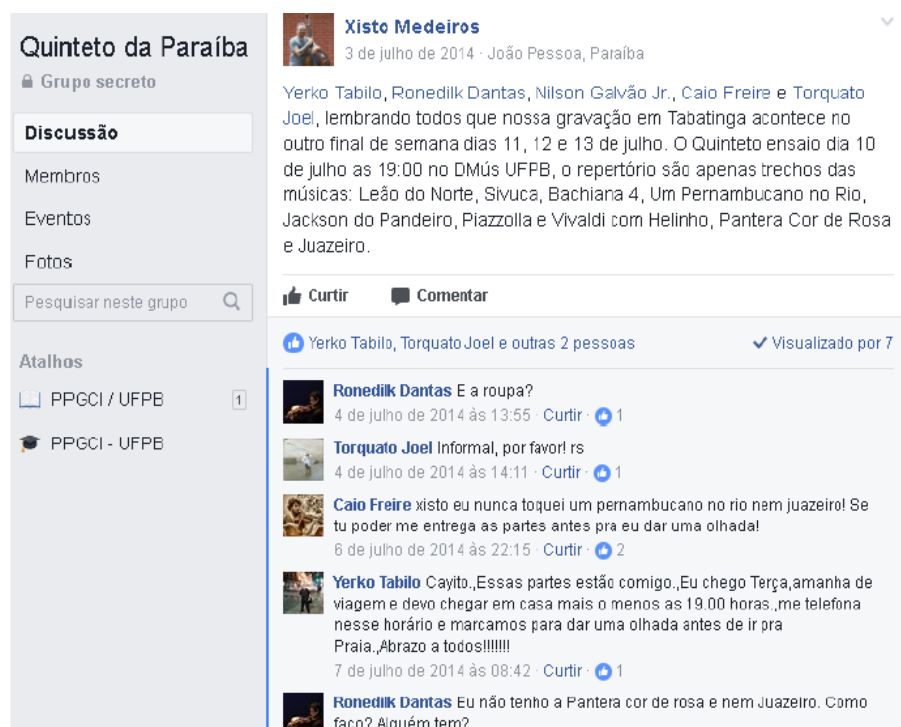 Quinteto da Paraíba
Grupo secreto
Discussão
Membros
Eventos
Fotos
Pesquisar neste grupo
Atalhos
PPGCI / UFPB 1
PPGCI - UFPB
Xisto Medeiros
3 de julho de 2014 · João Pessoa, Paraíba
Yerko Tabilo, Ronedilk Dantas, Nilson Galvão Jr., Caio Freire e Torquato
Joel, lembrando todos que nossa gravação em Tabatinga acontece no
outro final de semana dias 11, 12 e 13 de julho. O Quinteto ensaio dia 10
de julho as 19:00 no DMús UFPB, o repertório são apenas trechos das
músicas: Leão do Norte, Sivuca, Bachiana 4, Um Pernambucano no Rio,
Jackson do Pandeiro, Piazzolla e Vivaldi com Helinho, Pantera Cor de Rosa
e Juazeiro.
Curtir Comentar
Yerko Tabilo, Torquato Joel e outras 2 pessoas Visualizado por 7
Ronedilk Dantas E a roupa?
4 de julho de 2014 às 13:55 · Curtir · 1
Torquato Joel Informal, por favor! rs
4 de julho de 2014 às 14:11 · Curtir · 1
Caio Freire xisto eu nunca toquei um pernambucano no rio nem juazeiro! Se
tu poder me entrega as partes antes pra eu dar uma olhada!
6 de julho de 2014 às 22:15 · Curtir · 2
Yerko Tabilo Cayito.,Essas partes estão comigo.,Eu chego Terça,amanha de
viagem e devo chegar em casa mais o menos as 19.00 horas.,me telefona
nesse horário e marcamos para dar uma olhada antes de ir pra
Praia.,Abrazo a todos!!!!!!!
7 de julho de 2014 às 08:42 · Curtir · 1
Ronedilk Dantas Eu não tenho a Pantera cor de rosa e nem Juazeiro. Como
faço? Alguém tem?